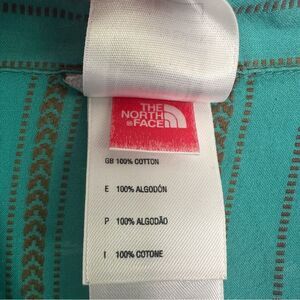 THE
NORTH
FACE
GB 100% COTTON
E 100% ALGODÓN
P 100% ALGODÃO
I 100% COTONE